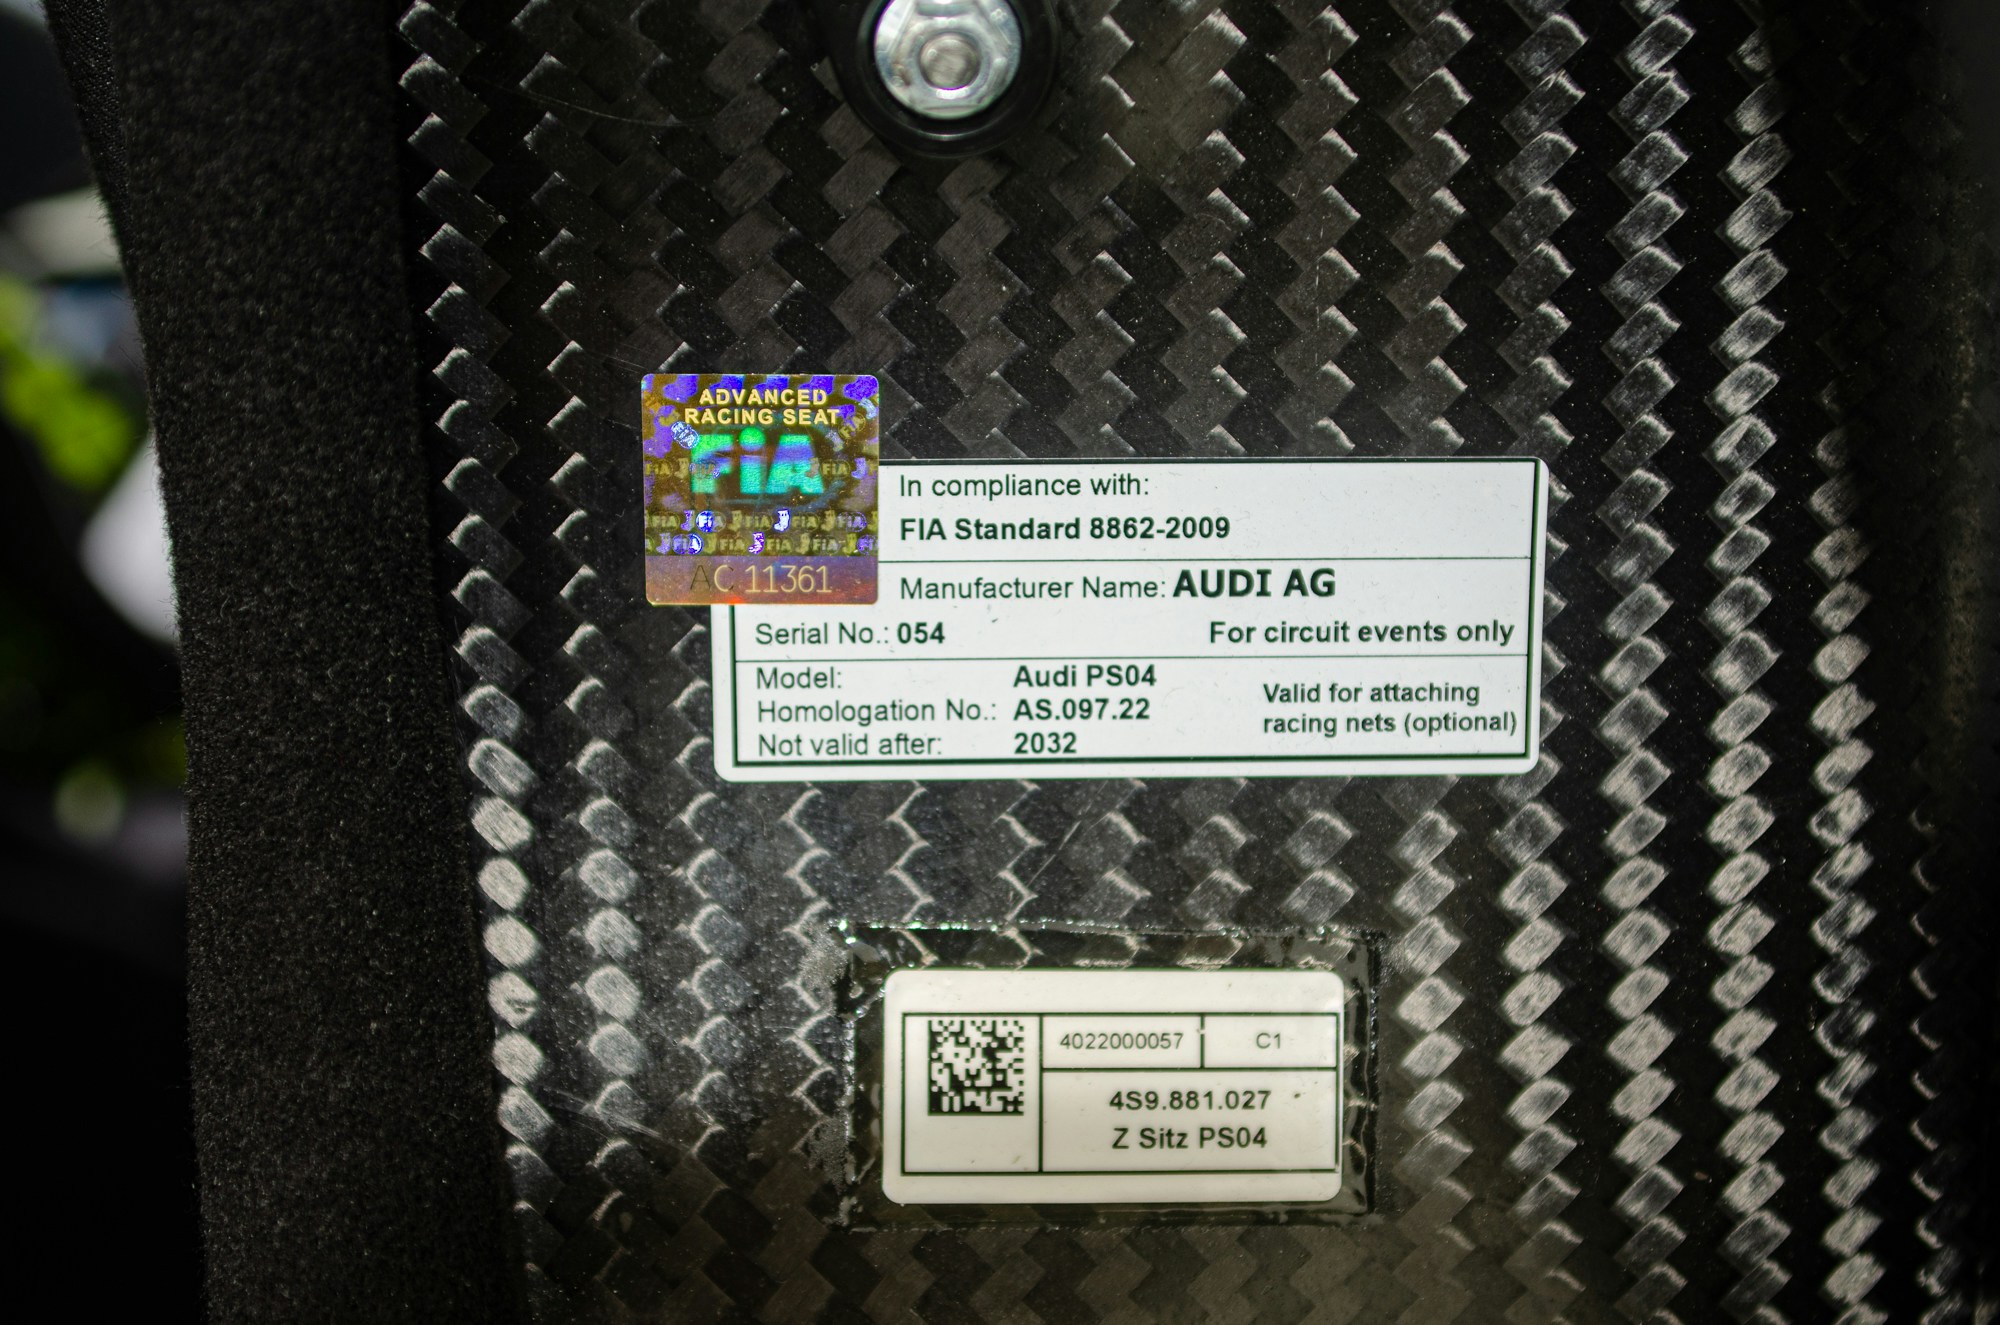 ADVANCED
RACING SEAT
FiA
AC 11361
In compliance with:
FIA Standard 8862-2009
Manufacturer Name: AUDI AG
Serial No.: 054 For circuit events only
Model: Audi PS04
Homologation No.: AS.097.22
Not valid after: 2032
Valid for attaching
racing nets (optional)
4022000057 C1
4S9.881.027
Z Sitz PS04